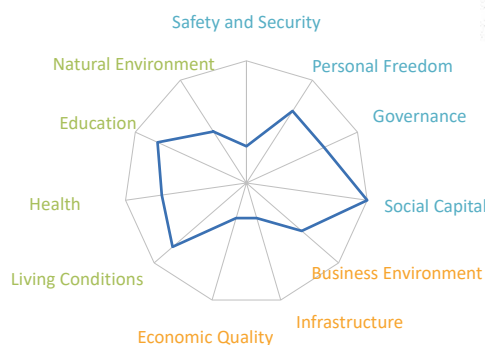 Safety and Security
Natural Environment
Personal Freedom
Education
Governance
Health
Social Capital
Living Conditions
Business Environment
Economic Quality
Infrastructure